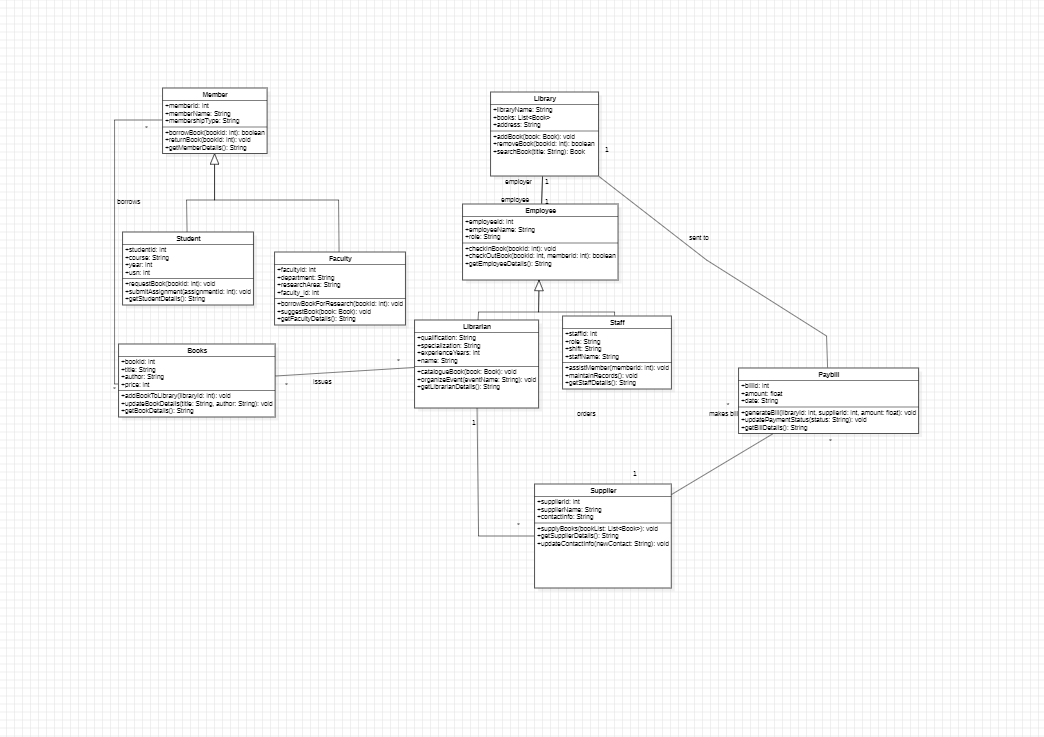 Member
+memberId: int
+memberName: String
+membershipType: String
+borrowBook(bookId: int): boolean
+returnBook(bookId: int): void
+getMemberDetails(): String
*
borrows
Library
+libraryName: String
+books: List<Book>
+address: String
+addBook(book: Book): void
+removeBook(bookId: int): boolean
+searchBook(title: String): Book
1
employer
1
employee
1
Employee
+employeeId: int
+employeeName: String
+role: String
+checkInBook(bookId: int): void
+checkOutBook(bookId: int, memberId: int): boolean
+getEmployeeDetails(): String
sent to
Student
+studentId: int
+course: String
+year: int
+usn: int
+requestBook(bookId: int): void
+submitAssignment(assignmentId: int): void
+getStudentDetails(): String
Faculty
+facultyId: int
+department: String
+researchArea: String
+faculty_id: int
+borrowBookForResearch(bookId: int): void
+suggestBook(book: Book): void
+getFacultyDetails(): String
Librarian
+qualification: String
+specialization: String
+experienceYears: int
+name: String
+catalogueBook(book: Book): void
+organizeEvent(eventName: String): void
+getLibrarianDetails(): String
Staff
+staffId: int
+role: String
+shift: String
+staffName: String
+assistMember(memberId: int): void
+maintainRecords(): void
+getStaffDetails(): String
Books
+bookId: int
+title: String
+author: String
+price: int
+addBookToLibrary(libraryId: int): void
+updateBookDetails(title: String, author: String): void
+getBookDetails(): String
*
*
issues
*
Paybill
+billId: int
+amount: float
+date: String
+generateBill(libraryId: int, supplierId: int, amount: float): void
+updatePaymentStatus(status: String): void
+getBillDetails(): String
*
makes bill
*
orders
1
1
*
Supplier
+supplierId: int
+supplierName: String
+contactInfo: String
+supplyBooks(bookList: List<Book>): void
+getSupplierDetails(): String
+updateContactInfo(newContact: String): void